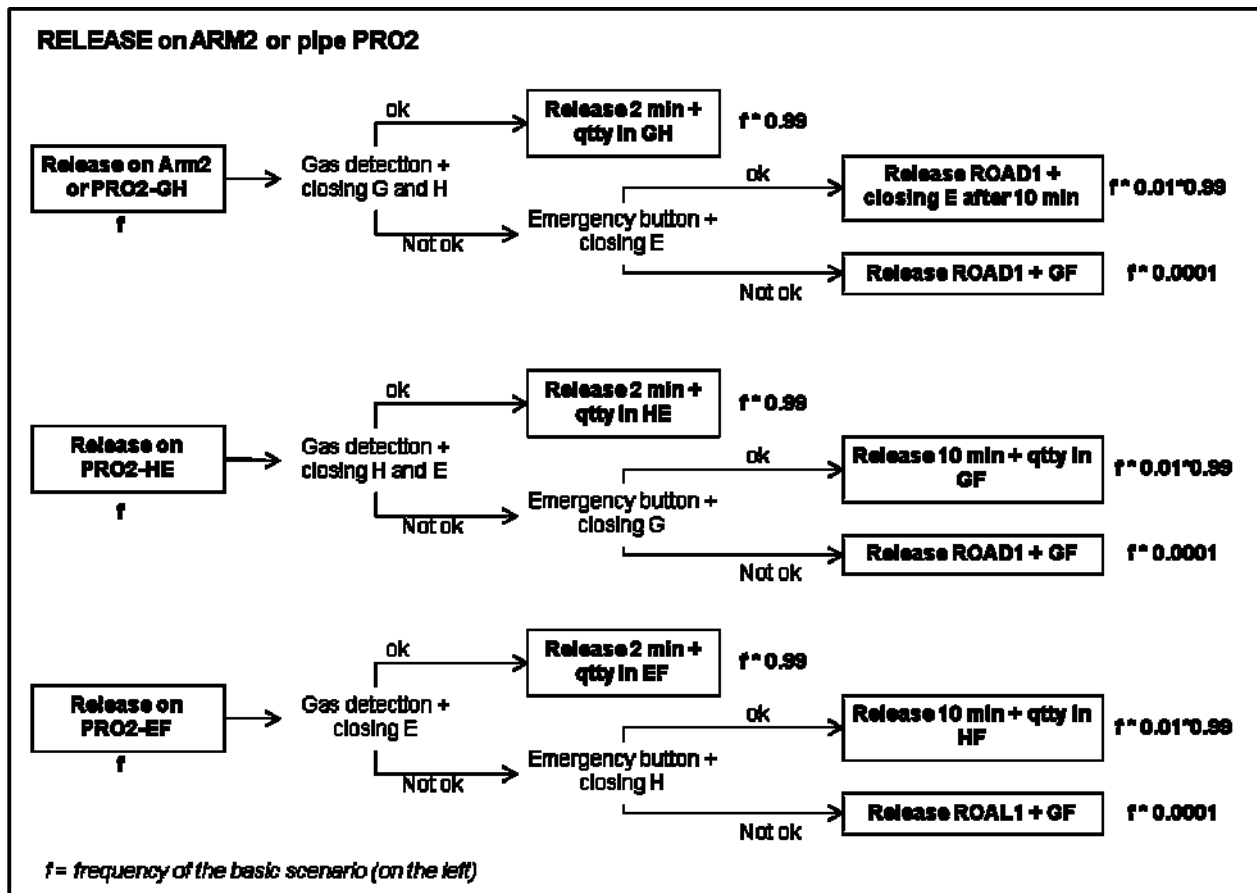 RELEASE on ARM2 or pipe PRO2
ok
Release 2 min +
qtty in GH
f * 0.99
Release on Arm2
or PRO2-GH
f
Gas detection +
closing G and H
ok
Release ROAD1 +
closing E after 10 min
f * 0.01*0.99
Not ok
Emergency button +
closing E
Release ROAD1 + GF
f * 0.0001
Not ok
ok
Release 2 min +
qtty in HE
f * 0.99
Release on
PRO2-HE
f
Gas detection +
closing H and E
ok
Release 10 min + qtty in
GF
f * 0.01*0.99
Not ok
Emergency button +
closing G
Release ROAD1 + GF
f * 0.0001
Not ok
ok
Release 2 min +
qtty in EF
f * 0.99
Release on
PRO2-EF
f
Gas detection +
closing E
ok
Release 10 min + qtty in
HF
f * 0.01*0.99
Not ok
Emergency button +
closing H
Release ROAL1 + GF
f * 0.0001
Not ok
f = frequency of the basic scenario (on the left)